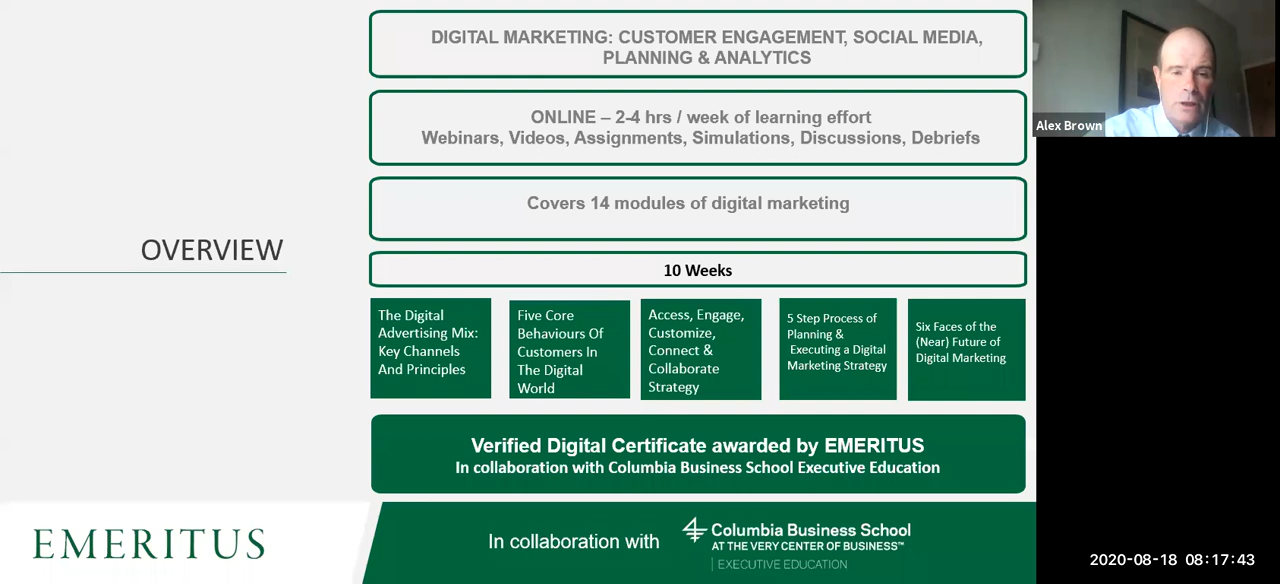 DIGITAL MARKETING: CUSTOMER ENGAGEMENT, SOCIAL MEDIA,
PLANNING & ANALYTICS
Alex Brown
ONLINE – 2-4 hrs / week of learning effort
Webinars, Videos, Assignments, Simulations, Discussions, Debriefs
Covers 14 modules of digital marketing
OVERVIEW
10 Weeks
The Digital
Advertising Mix:
Key Channels
And Principles
Five Core
Behaviours Of
Customers In
The Digital
World
Access, Engage,
Customize,
Connect &
Collaborate
Strategy
5 Step Process of
Planning &
Executing a Digital
Marketing Strategy
Six Faces of the
(Near) Future of
Digital Marketing
Verified Digital Certificate awarded by EMERITUS
In collaboration with Columbia Business School Executive Education
EMERITUS
In collaboration with
Columbia Business School
AT THE VERY CENTER OF BUSINESS™
EXECUTIVE EDUCATION
2020-08-18 08:17:43